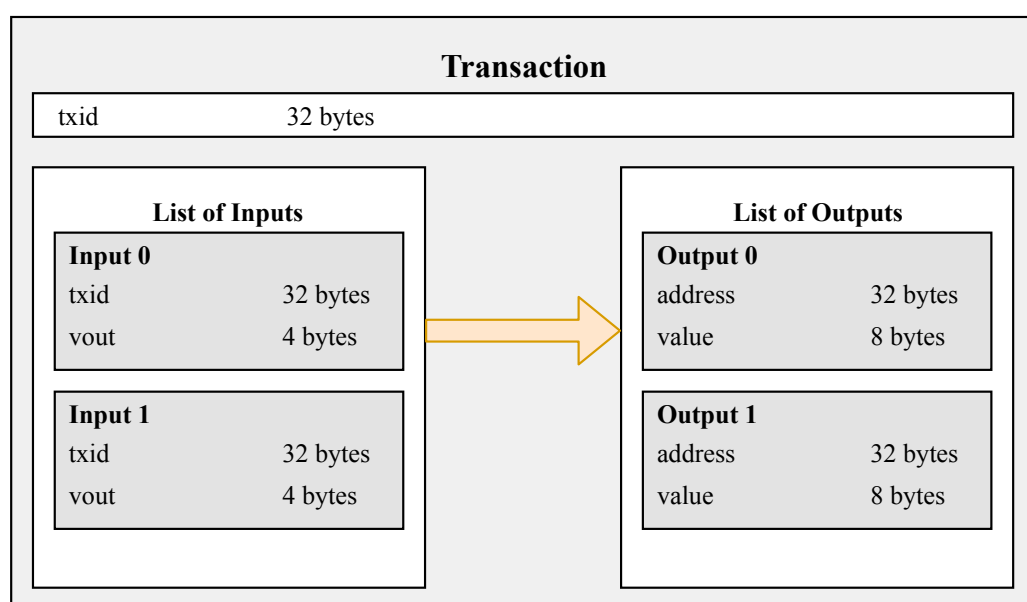 Transaction
txid 32 bytes
List of Inputs
Input 0
txid 32 bytes
vout 4 bytes
Input 1
txid 32 bytes
vout 4 bytes
List of Outputs
Output 0
address 32 bytes
value 8 bytes
Output 1
address 32 bytes
value 8 bytes